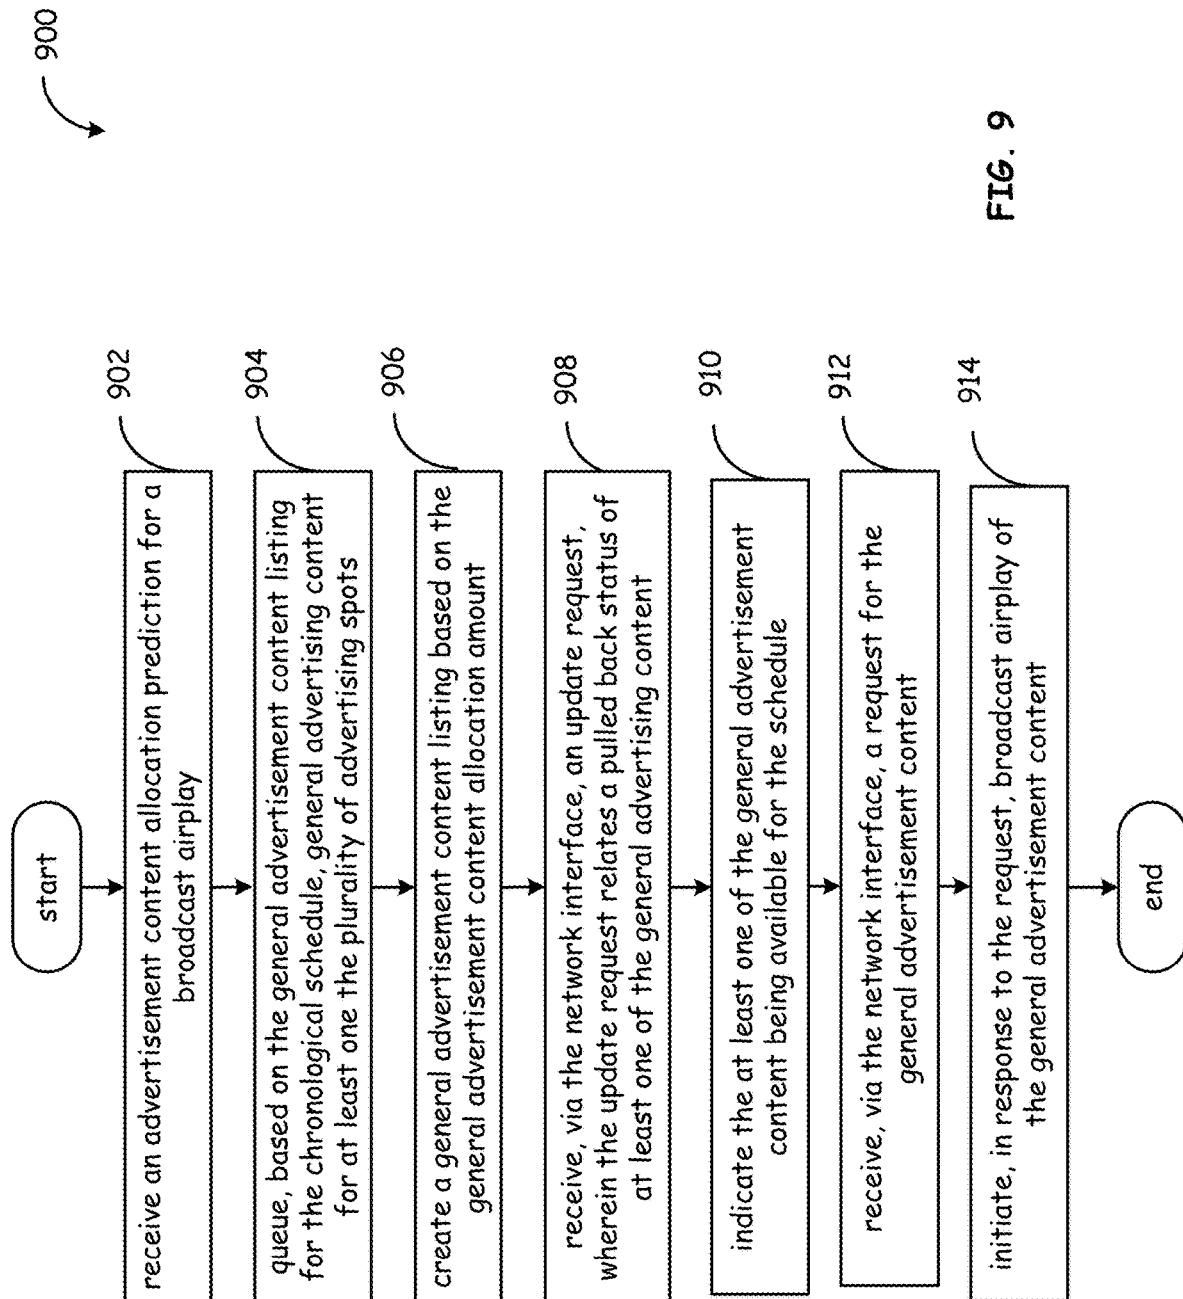 900
start
902
receive an advertisement content allocation prediction for a
broadcast airplay
904
queue, based on the general advertisement content listing
for the chronological schedule, general advertising content
for at least one the plurality of advertising spots
906
create a general advertisement content listing based on the
general advertisement content allocation amount
908
receive, via the network interface, an update request,
wherein the update request relates a pulled back status of
at least one of the general advertising content
910
indicate the at least one of the general advertisement
content being available for the schedule
912
receive, via the network interface, a request for the
general advertisement content
914
initiate, in response to the request, broadcast airplay of
the general advertisement content
end
FIG. 9